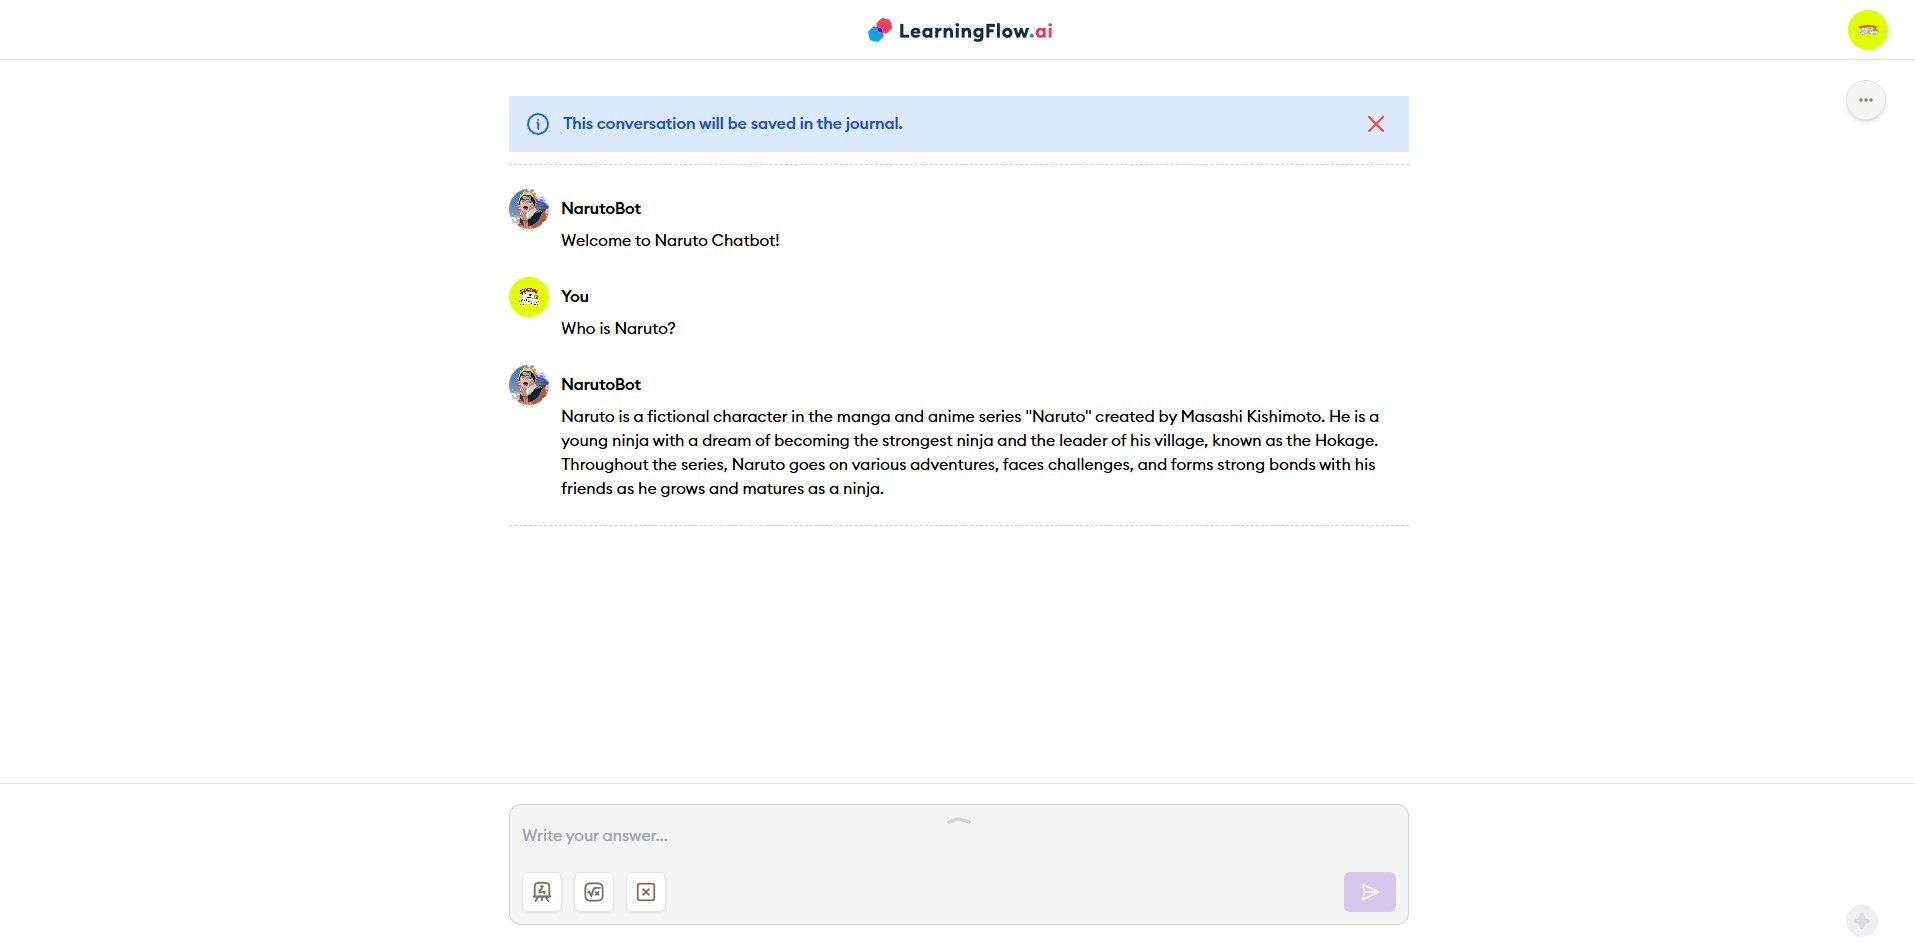 LearningFlow.ai
This conversation will be saved in the journal.
NarutoBot
Welcome to Naruto Chatbot!
You
Who is Naruto?
NarutoBot
Naruto is a fictional character in the manga and anime series "Naruto" created by Masashi Kishimoto. He is a
young ninja with a dream of becoming the strongest ninja and the leader of his village, known as the Hokage.
Throughout the series, Naruto goes on various adventures, faces challenges, and forms strong bonds with his
friends as he grows and matures as a ninja.
Write your answer...